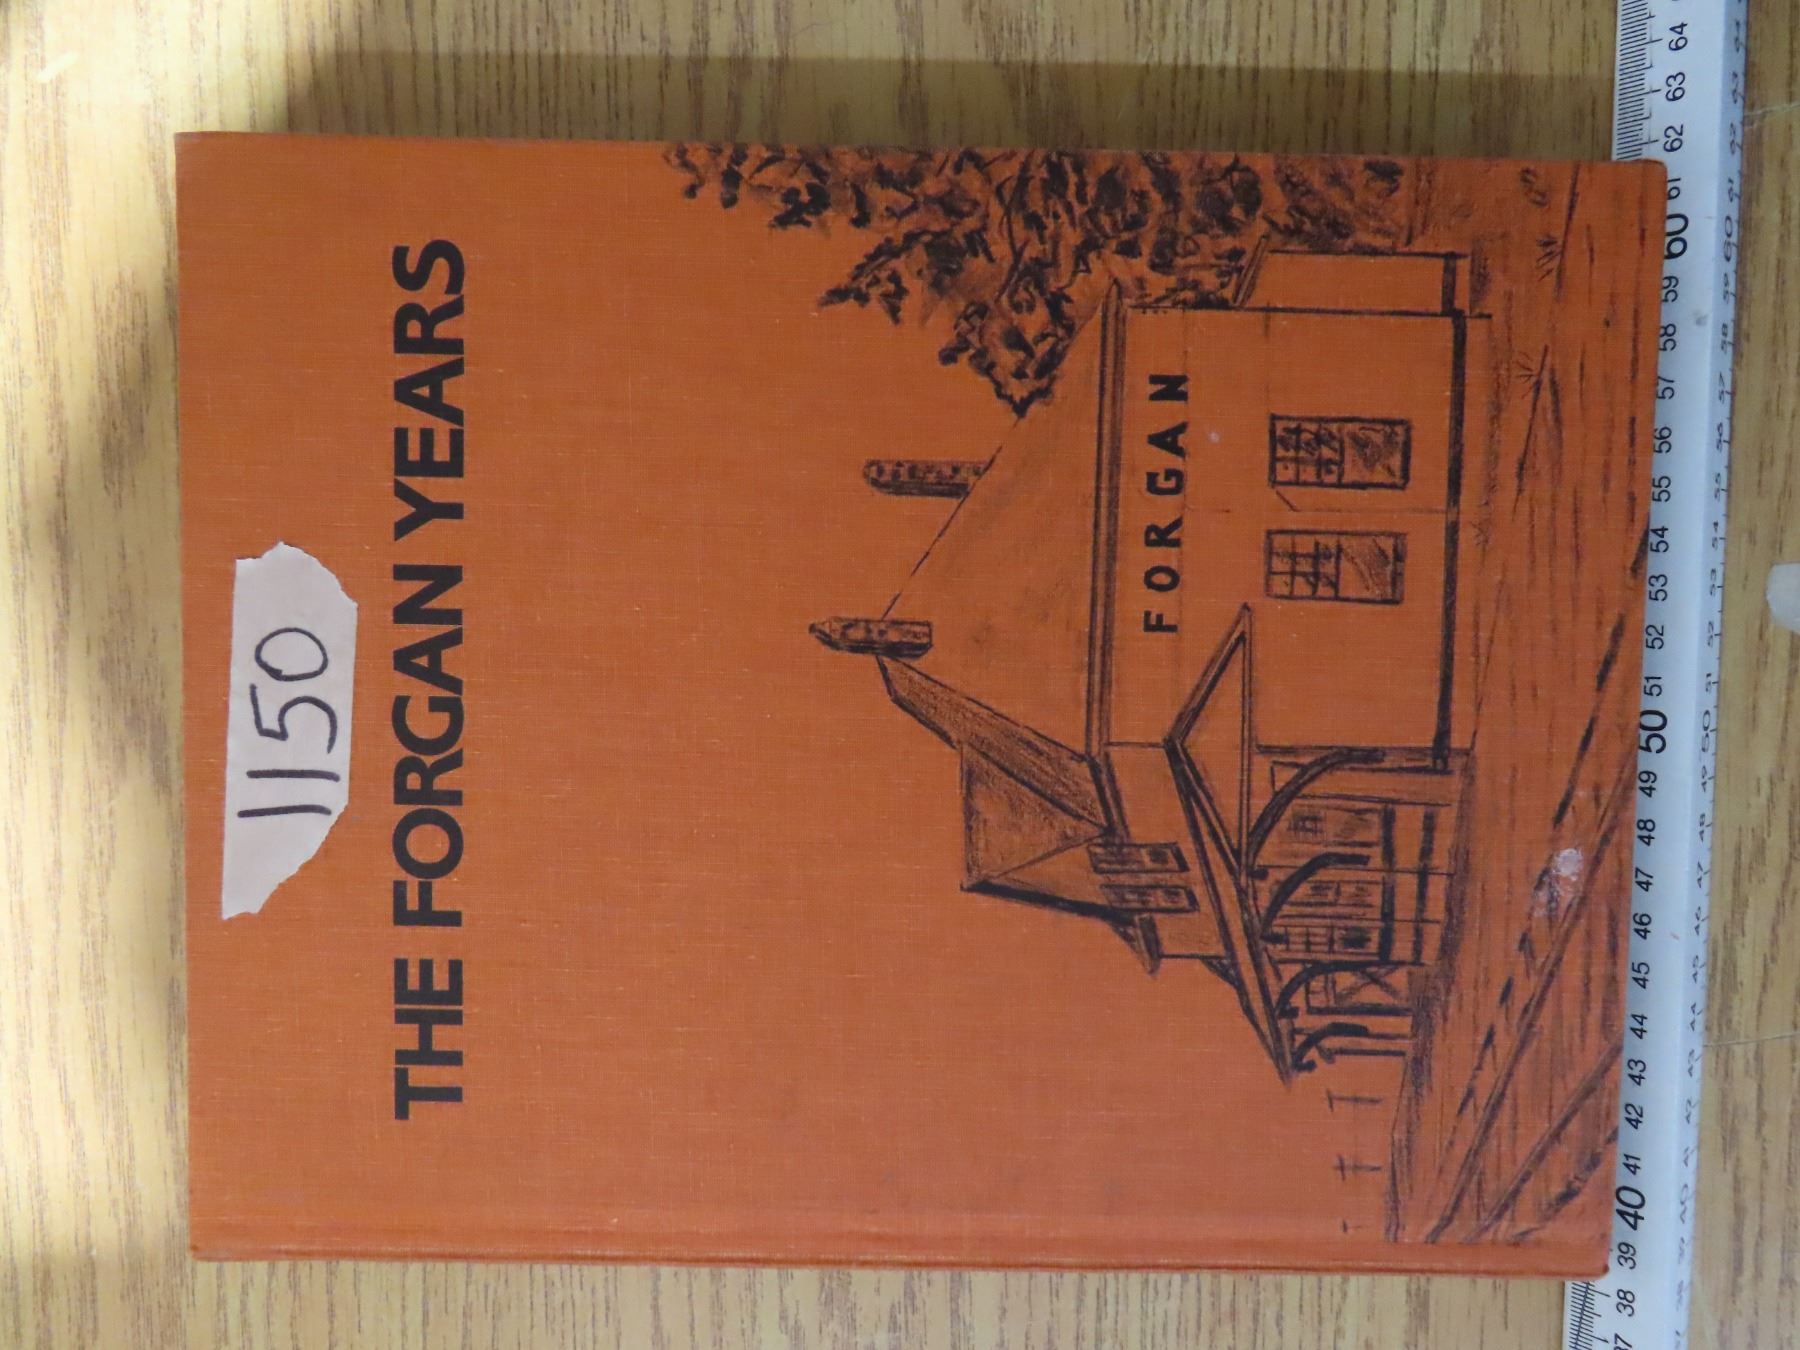 1150
THE FORGAN YEARS
FORGAN
37 38 39 40 41 42 43 44 45 46 47 48 49 50 51 52 53 54 55 56 57 58 59 60 61 62 63 64